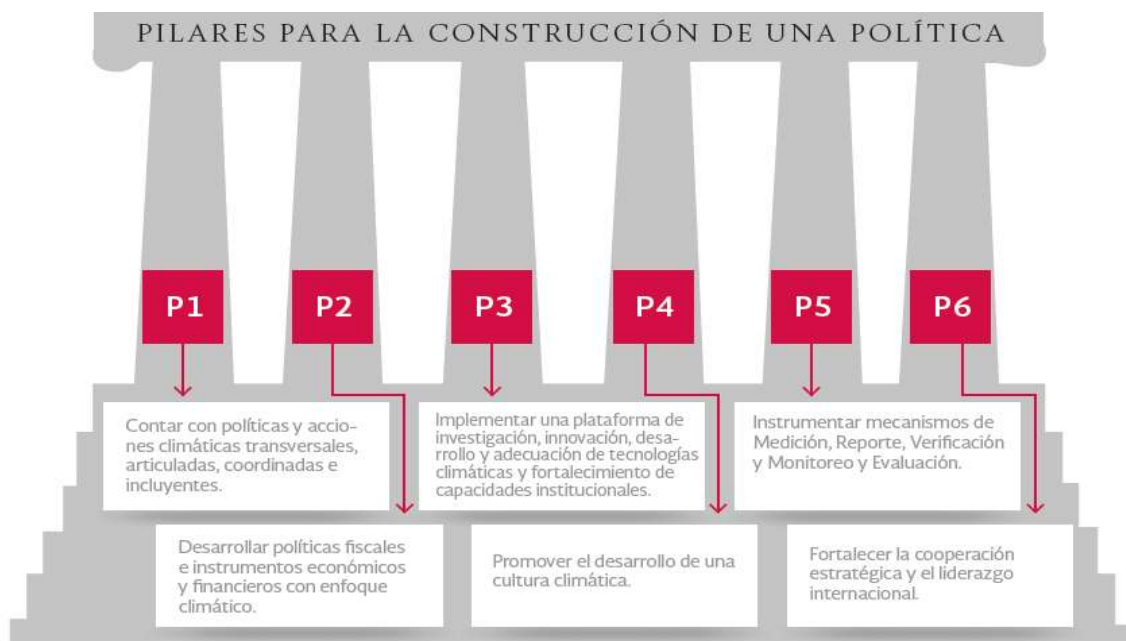 PILARES PARA LA CONSTRUCCIÓN DE UNA POLÍTICA
P1
P2
P3
P4
P5
P6
Contar con políticas y accio-
nes climáticas transversales,
articuladas, coordinadas e
incluyentes.
Implementar una plataforma de
investigación, innovación, desa-
rrollo y adecuación de tecnologías
climáticas y fortalecimiento de
capacidades institucionales.
Instrumentar mecanismos de
Medición, Reporte, Verificación
y Monitoreo y Evaluación.
Desarrollar políticas fiscales
e instrumentos económicos
y financieros con enfoque
climático.
Promover el desarrollo de una
cultura climática.
Fortalecer la cooperación
estratégica y el liderazgo
internacional.